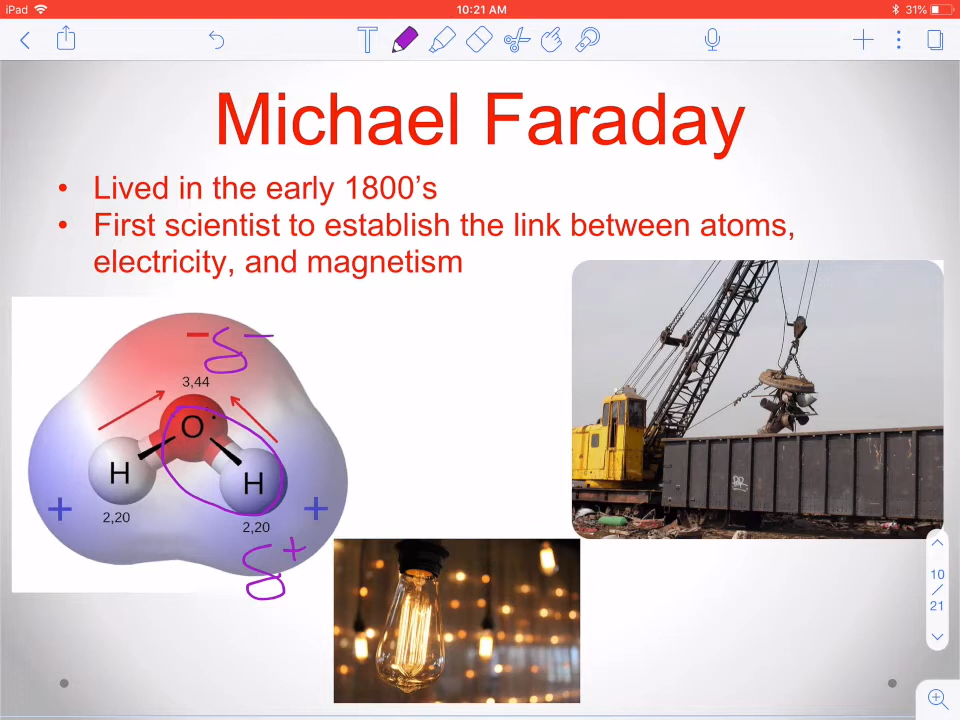 iPad 10:21 AM 31%
T
Michael Faraday
• Lived in the early 1800’s
• First scientist to establish the link between atoms,
electricity, and magnetism
− δ−
3,44
O
H H
+ +
2,20 2,20
δ+
10
/
21